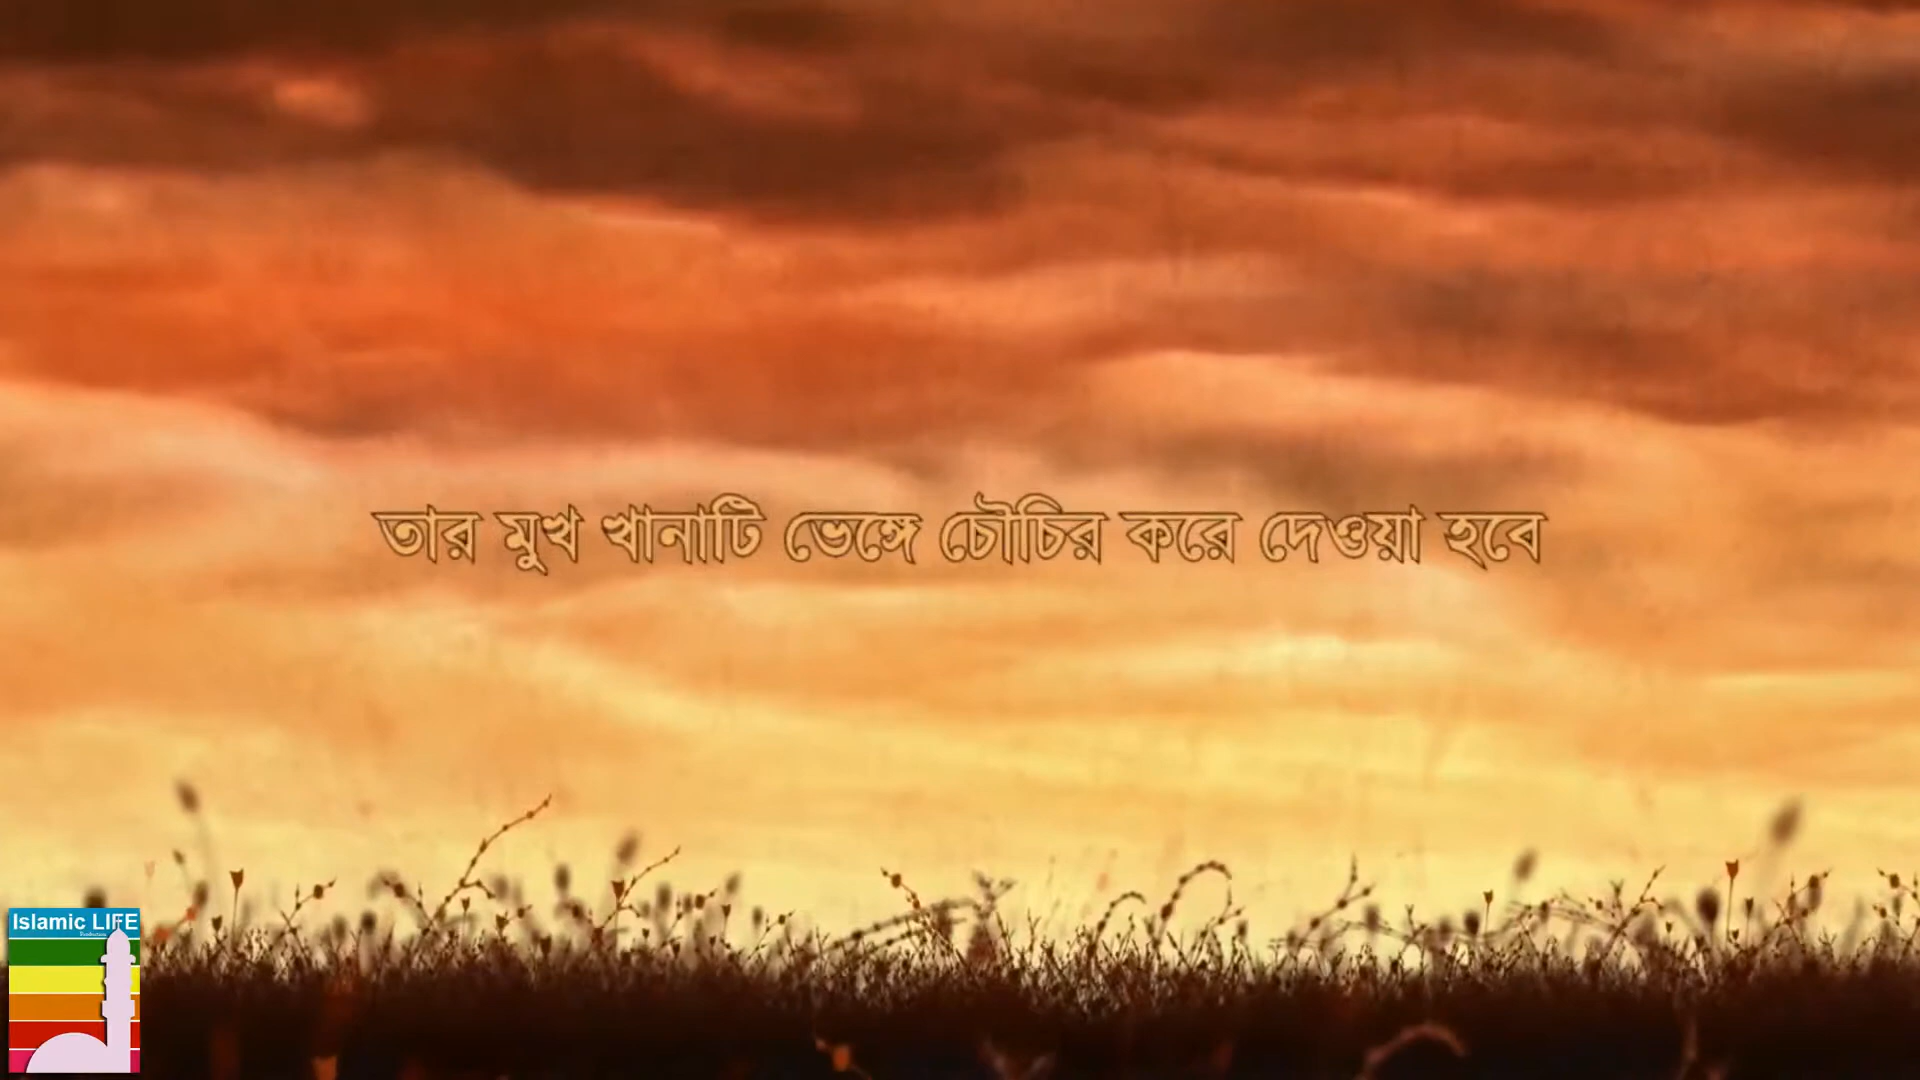 তার মুখ খানাটি ভেঙ্গে চৌচির করে দেওয়া হবে
Islamic LIFE